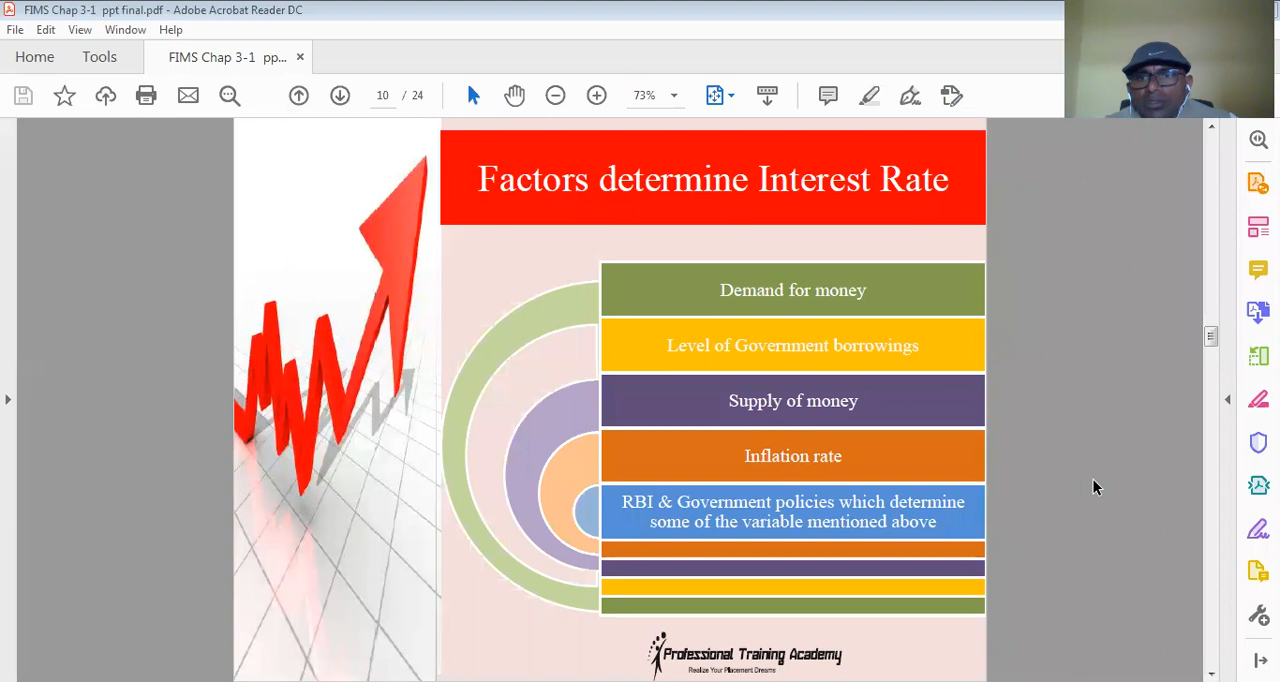 FIMS Chap 3-1 ppt final.pdf - Adobe Acrobat Reader DC
File Edit View Window Help
Home Tools FIMS Chap 3-1 pp... ×
10 / 24 73%
Factors determine Interest Rate
Demand for money
Level of Government borrowings
Supply of money
Inflation rate
RBI & Government policies which determine
some of the variable mentioned above
Professional Training Academy
Realize Your Placement Dreams